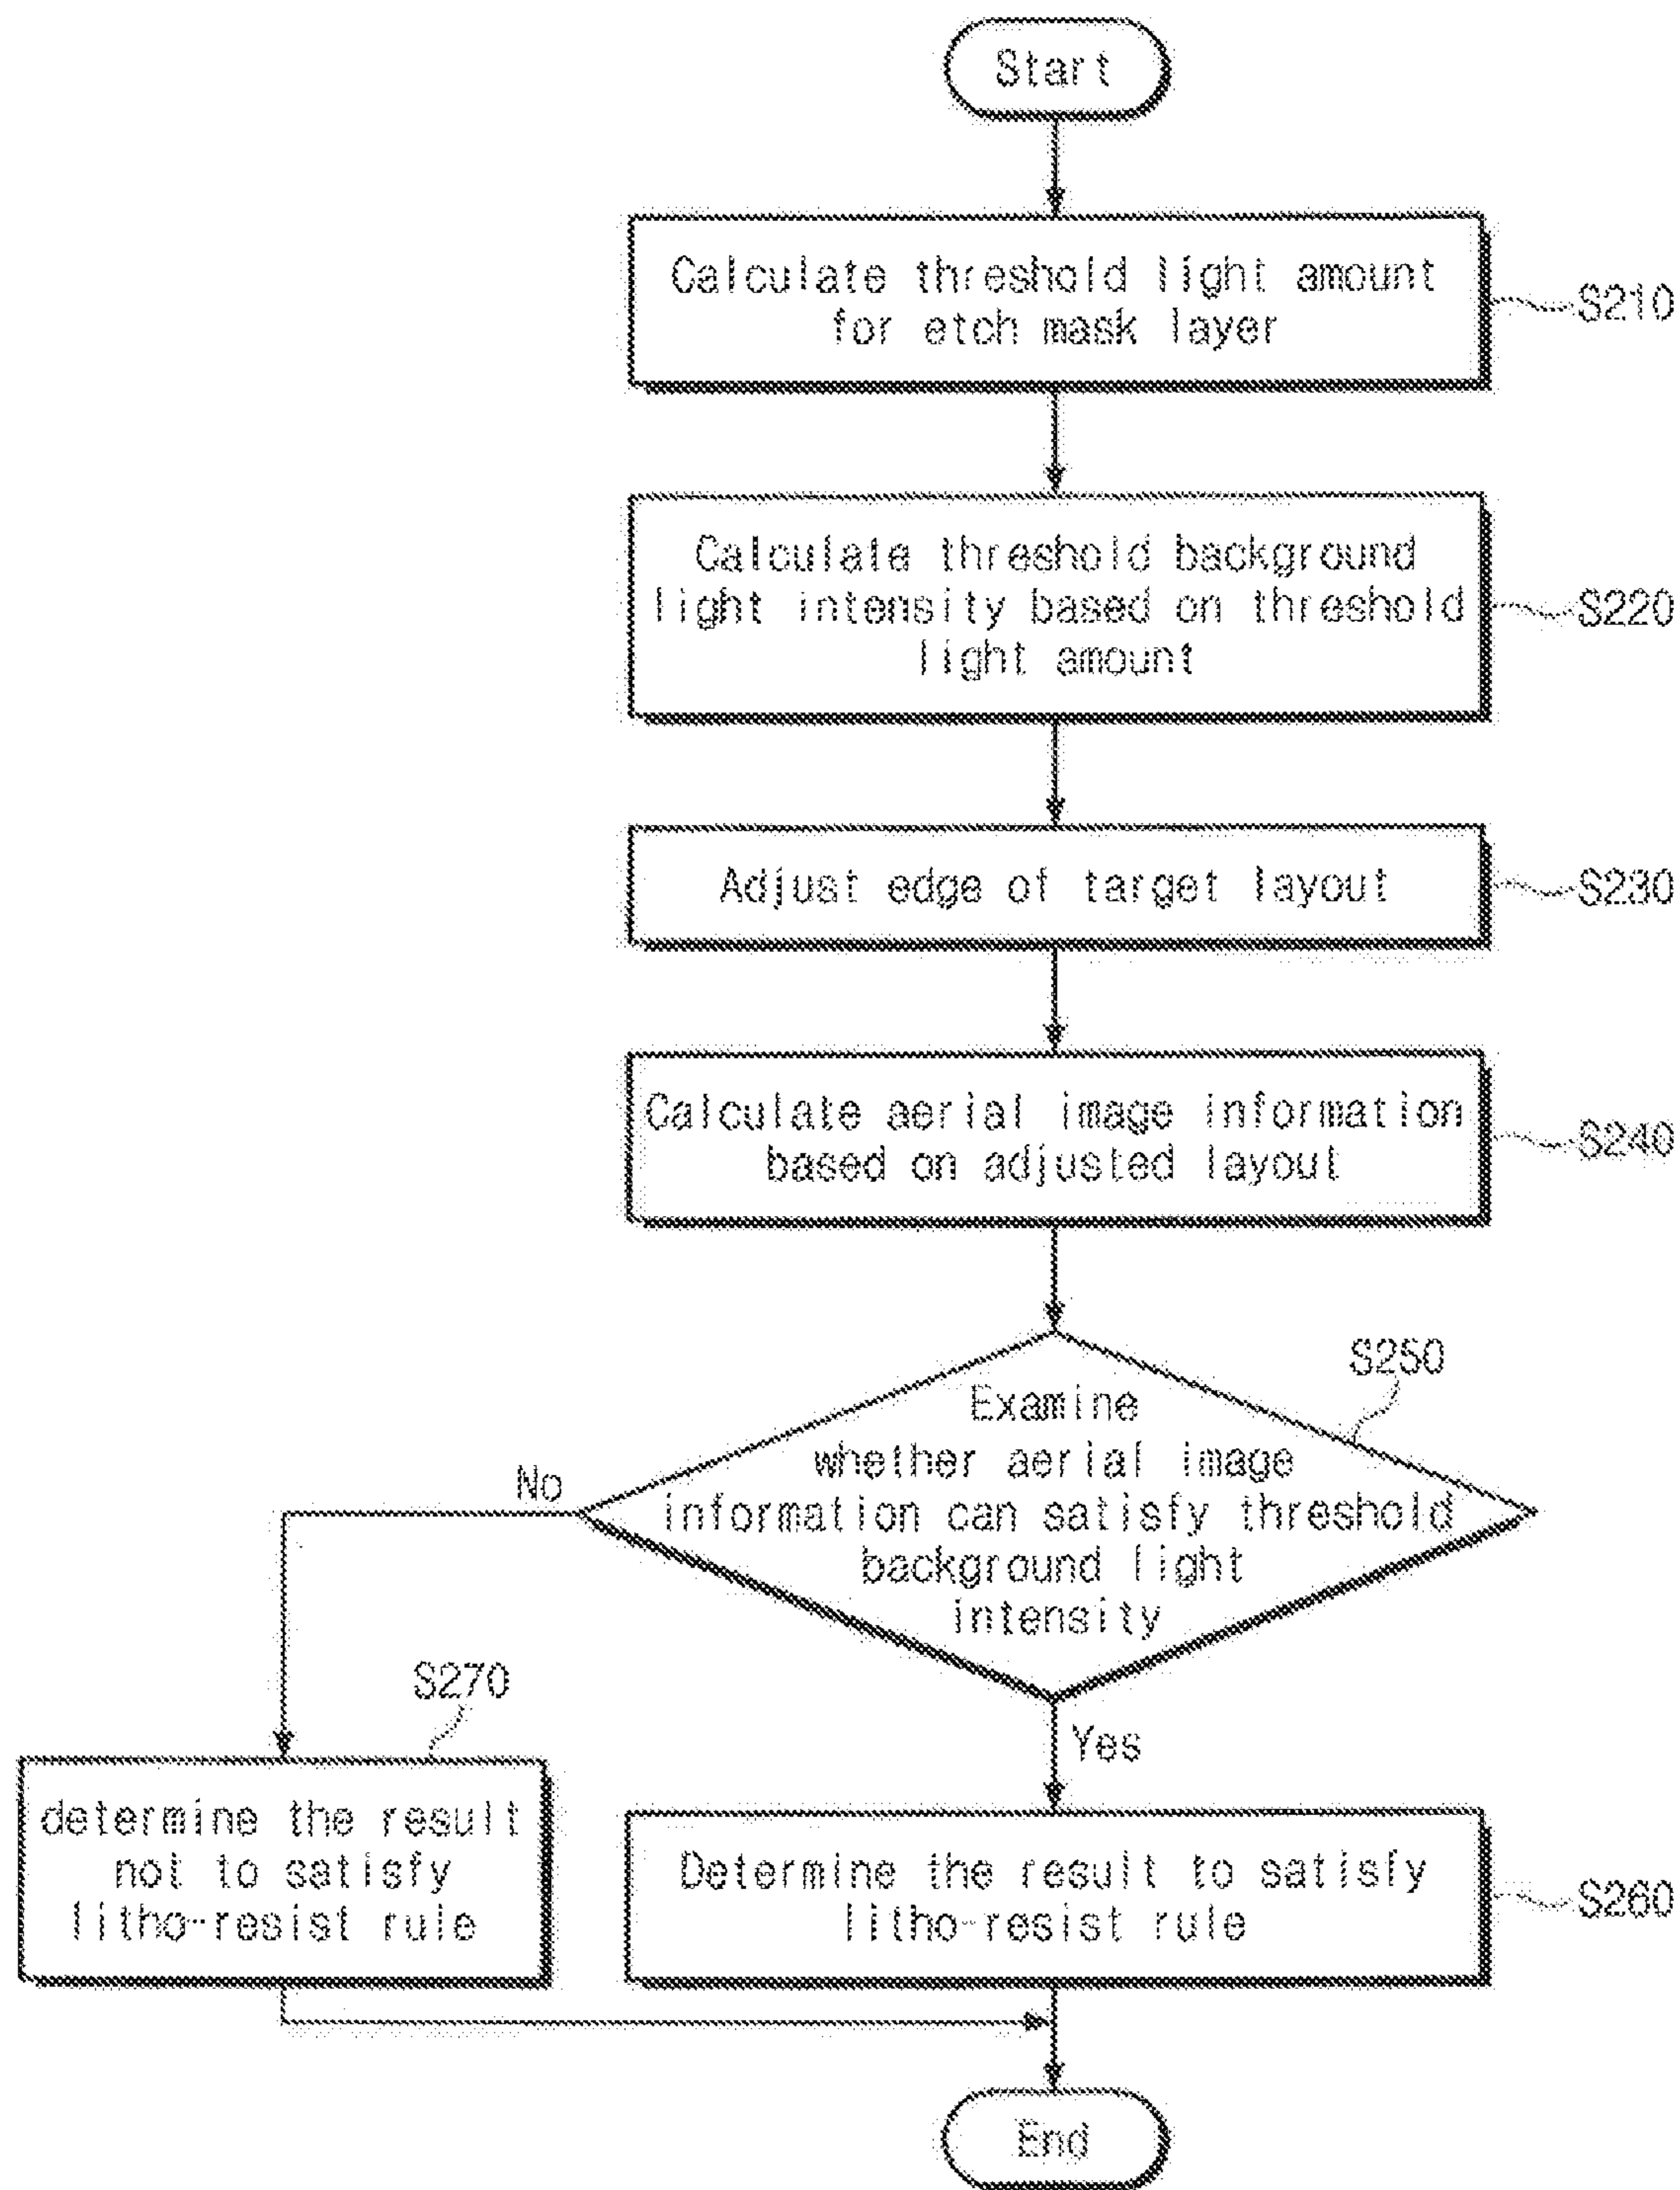 Start
Calculate threshold light amount
for etch mask layer
S210
Calculate threshold background
light intensity based on threshold
light amount
S220
Adjust edge of target layout
S230
Calculate aerial image information
based on adjusted layout
S240
S250
Examine
whether aerial image
information can satisfy threshold
background light
intensity
No
Yes
S270
determine the result
not to satisfy
litho-resist rule
Determine the result to satisfy
litho-resist rule
S260
End